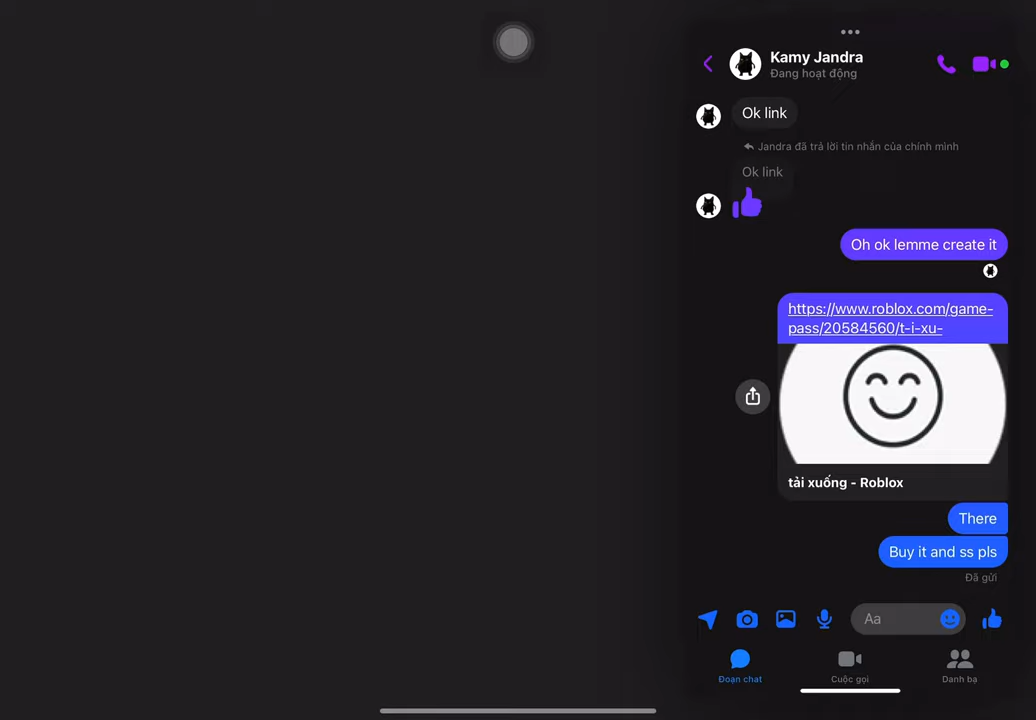 Kamy Jandra
Đang hoạt động
Ok link
Jandra đã trả lời tin nhắn của chính mình
Ok link
Oh ok lemme create it
https://www.roblox.com/game-
pass/20584560/t-i-xu-
tải xuống - Roblox
There
Buy it and ss pls
Đã gửi
Aa
Đoạn chat
Cuộc gọi
Danh bạ